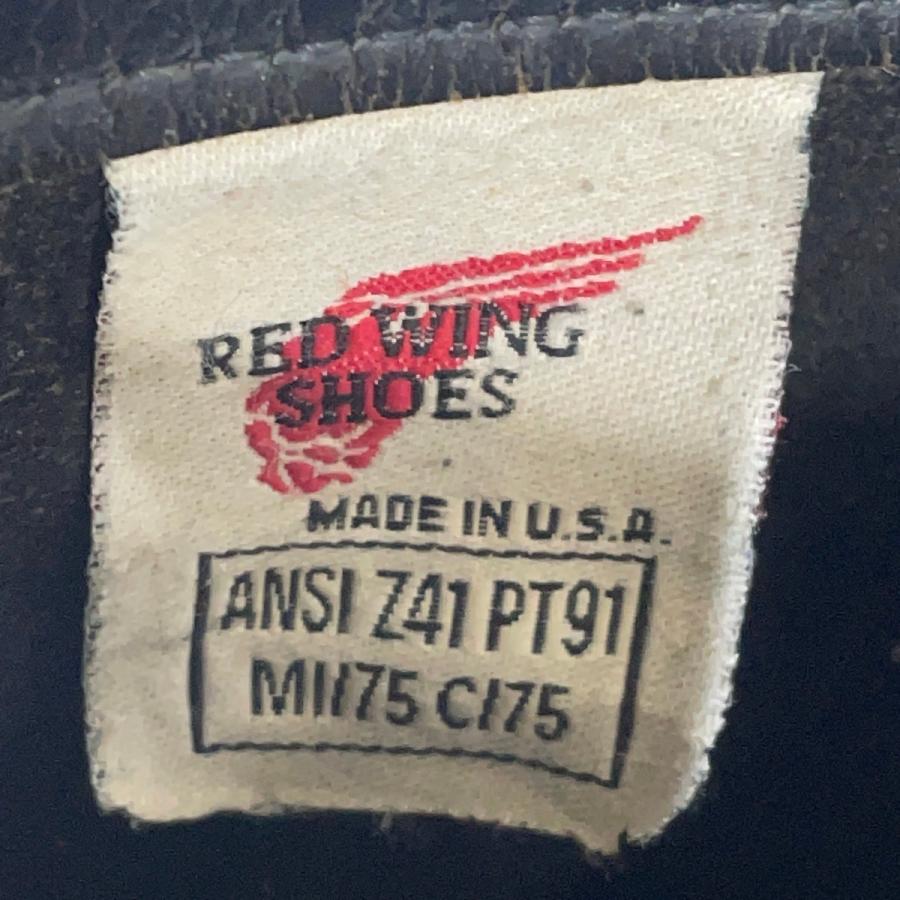 RED WING
SHOES
MADE IN U.S.A.
ANSI Z41 PT91
MI/75 C/75